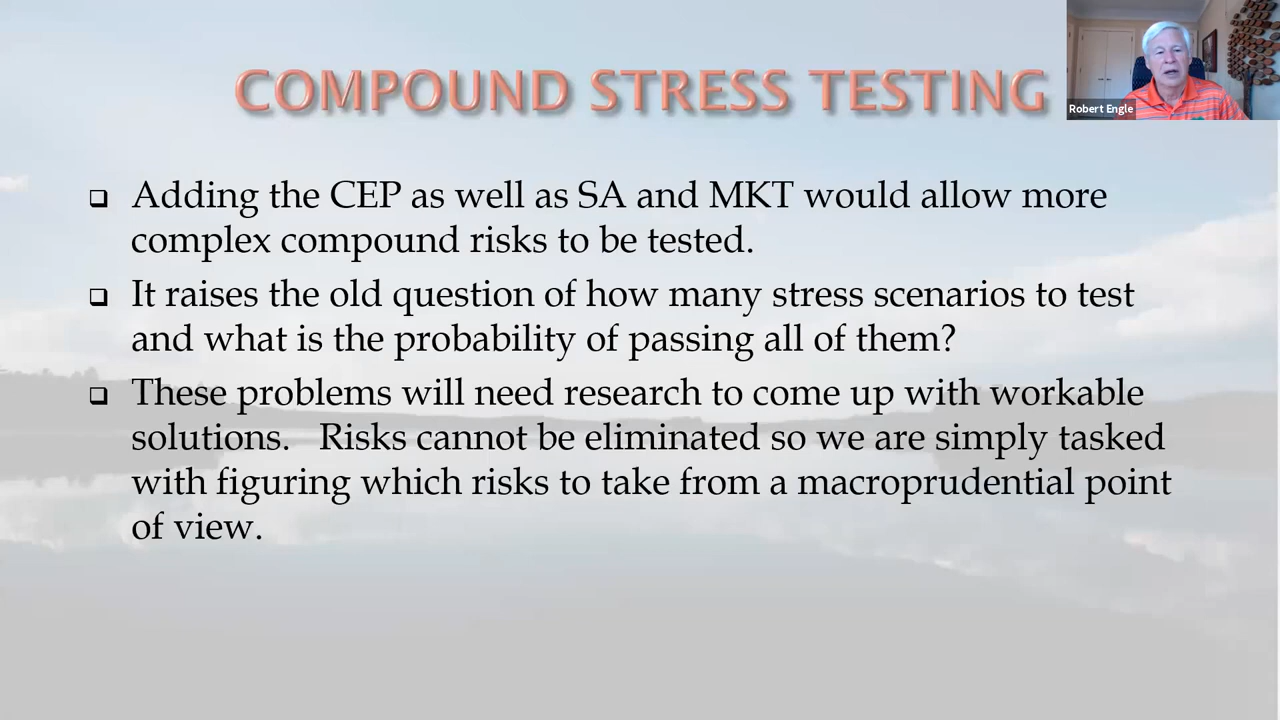 COMPOUND STRESS TESTING
Robert Engle
❑ Adding the CEP as well as SA and MKT would allow more
complex compound risks to be tested.
❑ It raises the old question of how many stress scenarios to test
and what is the probability of passing all of them?
❑ These problems will need research to come up with workable
solutions.   Risks cannot be eliminated so we are simply tasked
with figuring which risks to take from a macroprudential point
of view.